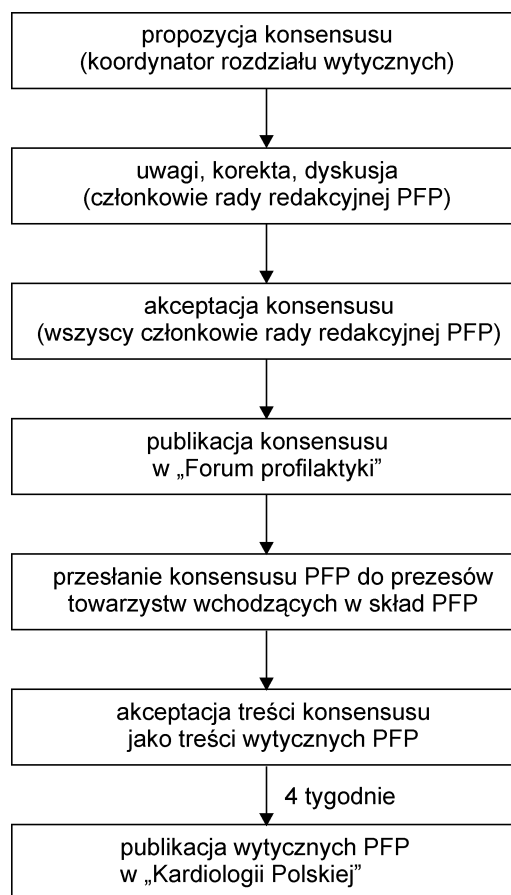 propozycja konsensusu
(koordynator rozdziału wytycznych)
uwagi, korekta, dyskusja
(członkowie rady redakcyjnej PFP)
akceptacja konsensusu
(wszyscy członkowie rady redakcyjnej PFP)
publikacja konsensusu
w „Forum profilaktyki”
przesłanie konsensusu PFP do prezesów
towarzystw wchodzących w skład PFP
akceptacja treści konsensusu
jako treści wytycznych PFP
4 tygodnie
publikacja wytycznych PFP
w „Kardiologii Polskiej”